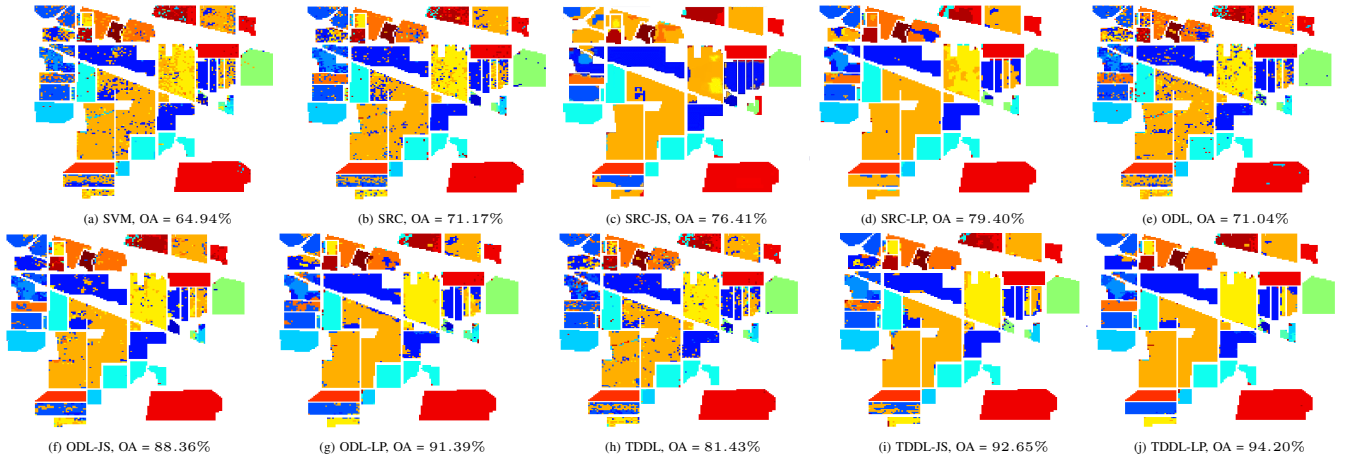 (a) SVM, OA = 64.94%
(b) SRC, OA = 71.17%
(c) SRC-JS, OA = 76.41%
(d) SRC-LP, OA = 79.40%
(e) ODL, OA = 71.04%
(f) ODL-JS, OA = 88.36%
(g) ODL-LP, OA = 91.39%
(h) TDDL, OA = 81.43%
(i) TDDL-JS, OA = 92.65%
(j) TDDL-LP, OA = 94.20%